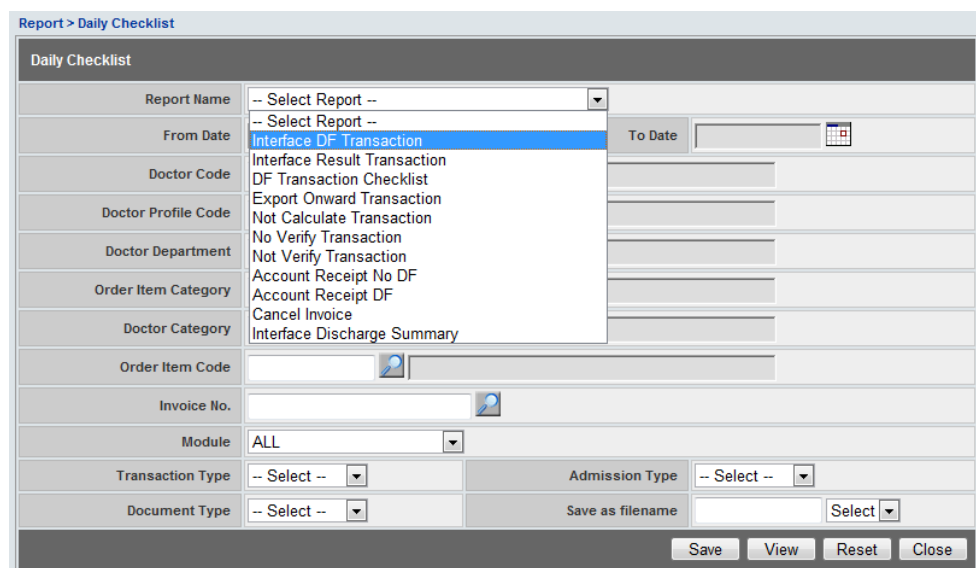 Report > Daily Checklist
Daily Checklist
Report Name -- Select Report --
-- Select Report --
From Date Interface DF Transaction To Date
Interface Result Transaction
Doctor Code DF Transaction Checklist
Export Onward Transaction
Doctor Profile Code Not Calculate Transaction
No Verify Transaction
Doctor Department Not Verify Transaction
Account Receipt No DF
Order Item Category Account Receipt DF
Cancel Invoice
Doctor Category Interface Discharge Summary
Order Item Code
Invoice No.
Module ALL
Transaction Type -- Select -- Admission Type -- Select --
Document Type -- Select -- Save as filename Select
Save View Reset Close